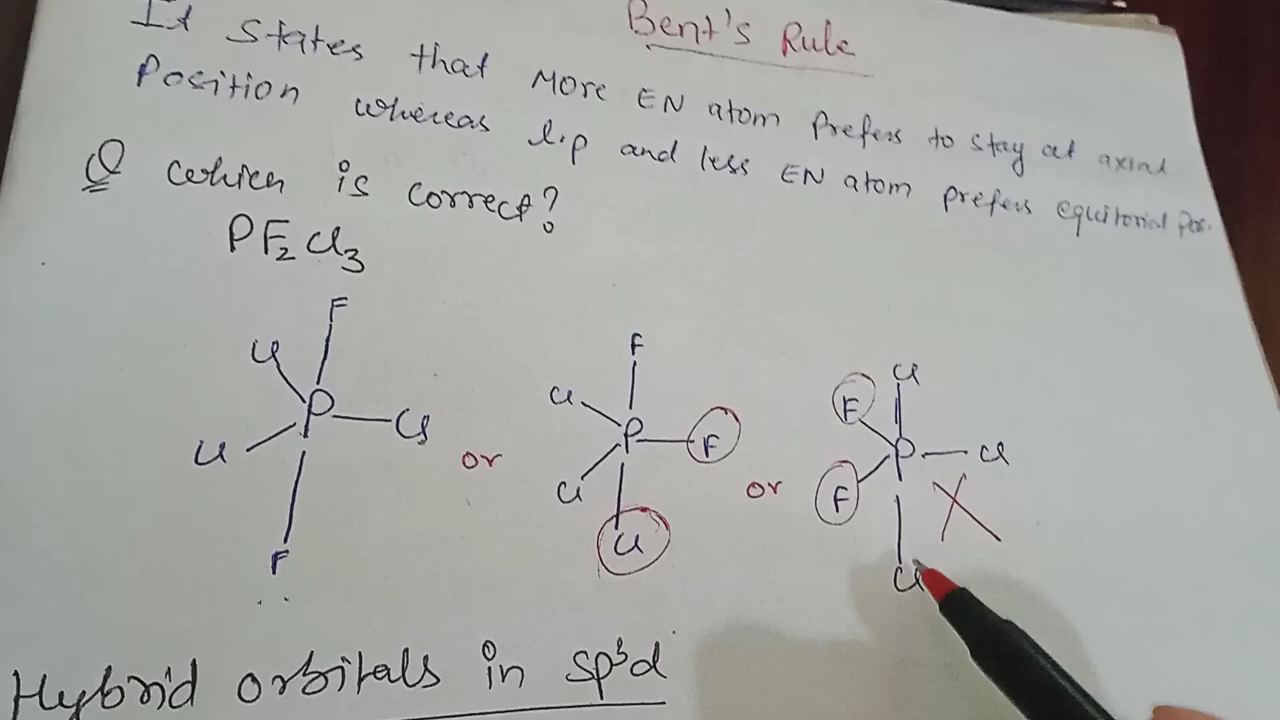 Bent's Rule
It states that More EN atom Prefers to stay at axial
Position whereas l.p and less EN atom prefers equitorial Pos.
Q which is correct?
PF2Cl3
F
Cl
P
Cl
Cl
F
or
F
Cl
P
F
Cl
Cl
or
Cl
F
P
Cl
F
Cl
X
Hybrid orbitals in sp3d